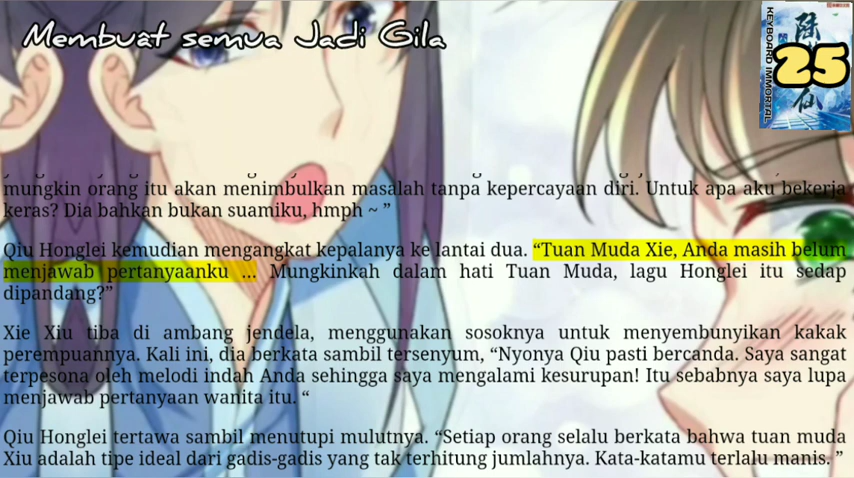 Membuat semua Jadi Gila
KEYBOARD IMMORTAL
25
mungkin orang itu akan menimbulkan masalah tanpa kepercayaan diri. Untuk apa aku bekerja
keras? Dia bahkan bukan suamiku, hmph ~ ”
Qiu Honglei kemudian mengangkat kepalanya ke lantai dua. “Tuan Muda Xie, Anda masih belum
menjawab pertanyaanku ... Mungkinkah dalam hati Tuan Muda, lagu Honglei itu sedap
dipandang?”
Xie Xiu tiba di ambang jendela, menggunakan sosoknya untuk menyembunyikan kakak
perempuannya. Kali ini, dia berkata sambil tersenyum, “Nyonya Qiu pasti bercanda. Saya sangat
terpesona oleh melodi indah Anda sehingga saya mengalami kesurupan! Itu sebabnya saya lupa
menjawab pertanyaan wanita itu. “
Qiu Honglei tertawa sambil menutupi mulutnya. “Setiap orang selalu berkata bahwa tuan muda
Xiu adalah tipe ideal dari gadis-gadis yang tak terhitung jumlahnya. Kata-katamu terlalu manis. ”